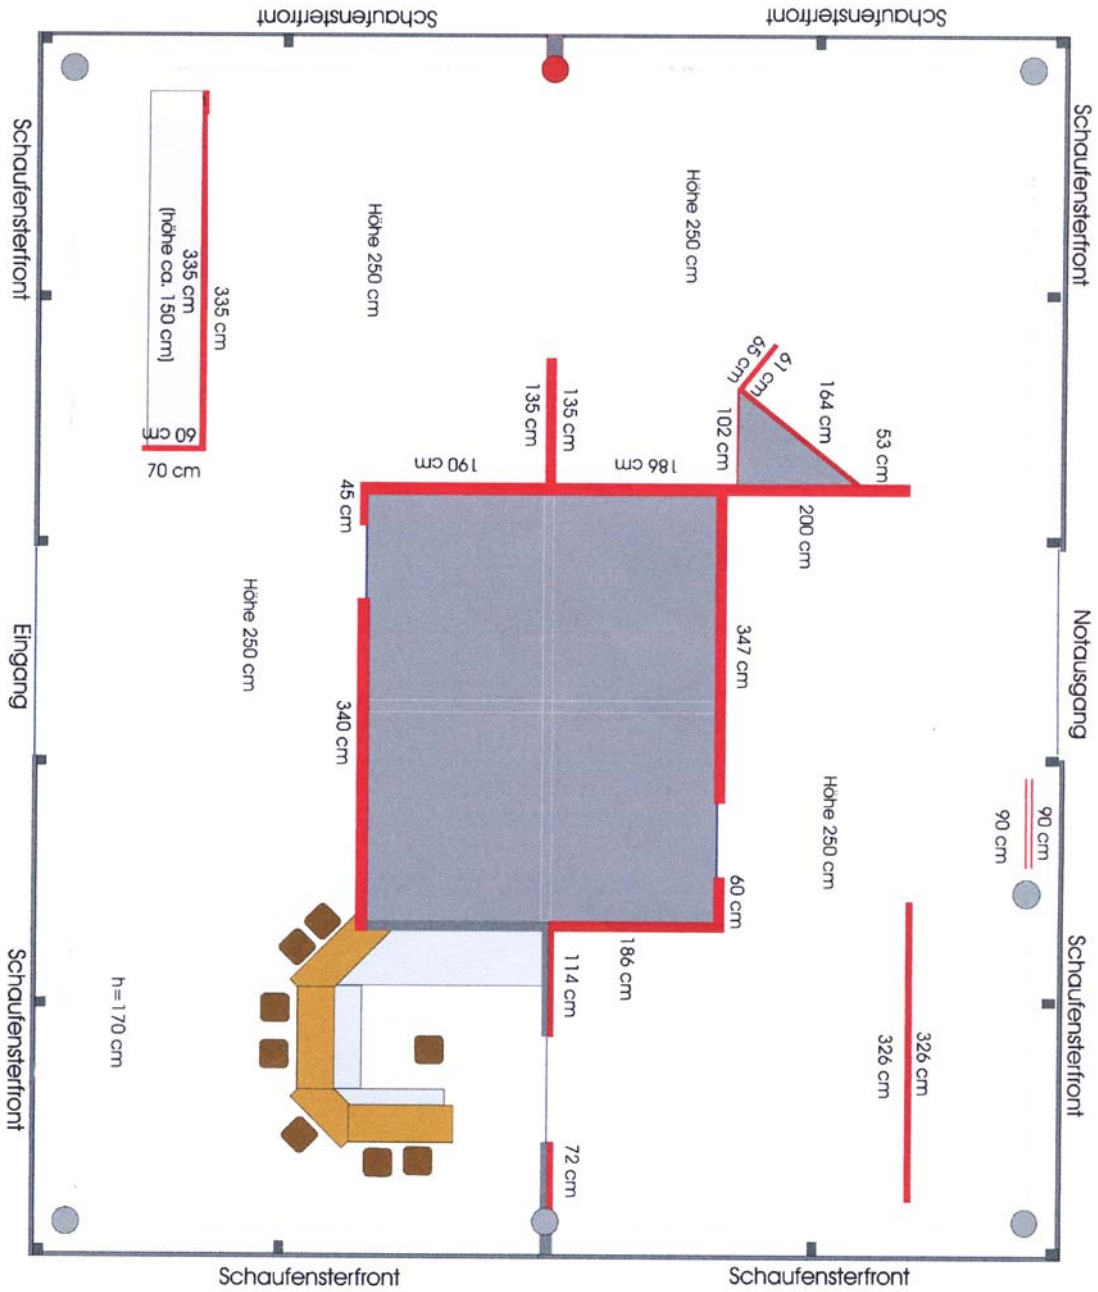 Schaufensterfront
Schaufensterfront
Schaufensterfront
Schaufensterfront
Höhe 250 cm
Höhe 250 cm
335 cm
335 cm
(höhe ca. 150 cm)
60 cm
70 cm
65 cm
61 cm
164 cm
53 cm
102 cm
135 cm
135 cm
190 cm
186 cm
45 cm
200 cm
Höhe 250 cm
Eingang
Notausgang
347 cm
340 cm
Höhe 250 cm
90 cm
90 cm
60 cm
186 cm
114 cm
326 cm
326 cm
h=170 cm
72 cm
Schaufensterfront
Schaufensterfront
Schaufensterfront
Schaufensterfront